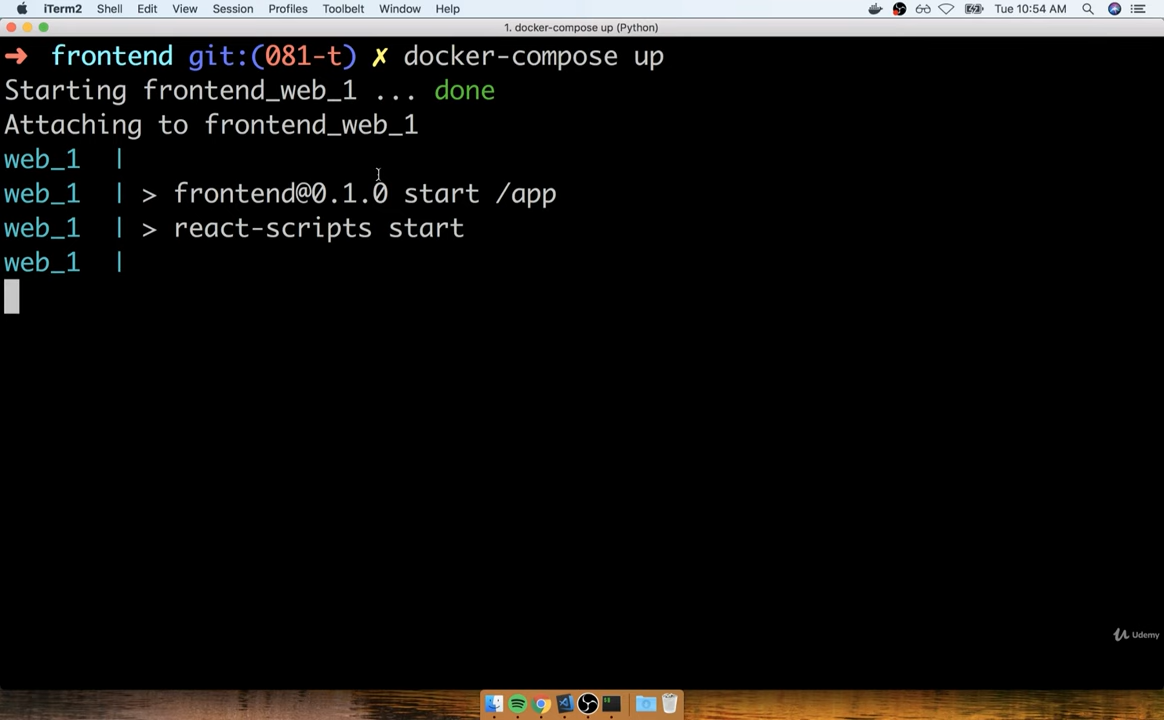 iTerm2 Shell Edit View Session Profiles Toolbelt Window Help Tue 10:54 AM
1. docker-compose up (Python)
➜ frontend git:(081-t) ✗ docker-compose up
Starting frontend_web_1 ... done
Attaching to frontend_web_1
web_1 |
web_1 | > frontend@0.1.0 start /app
web_1 | > react-scripts start
web_1 |
Udemy